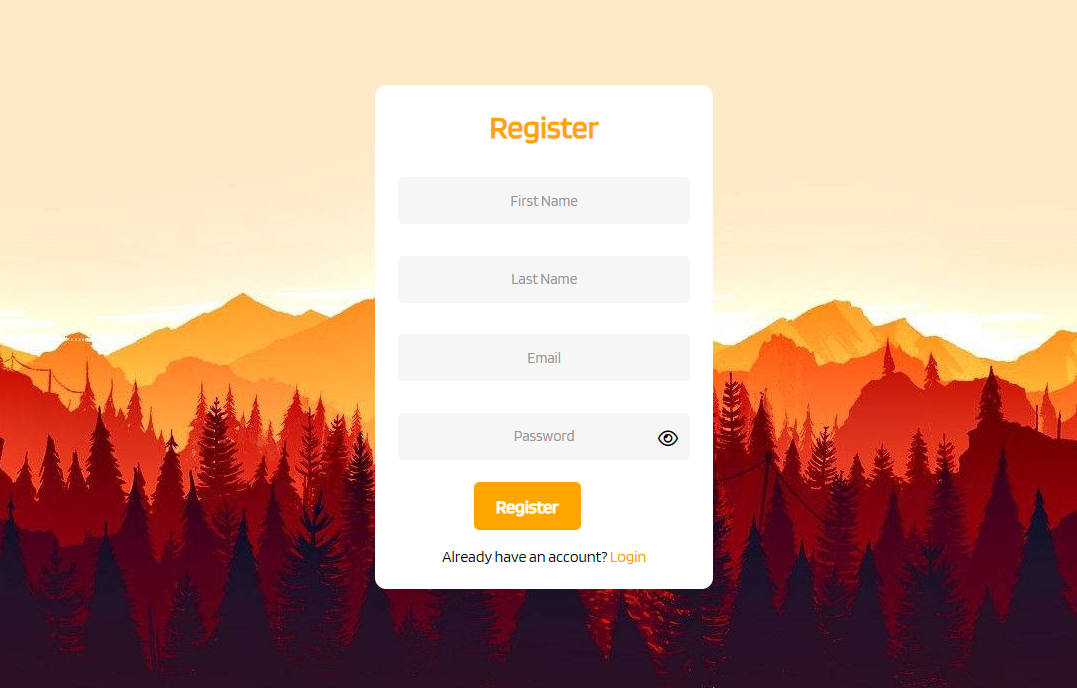 Register
First Name
Last Name
Email
Password
Register
Already have an account? Login